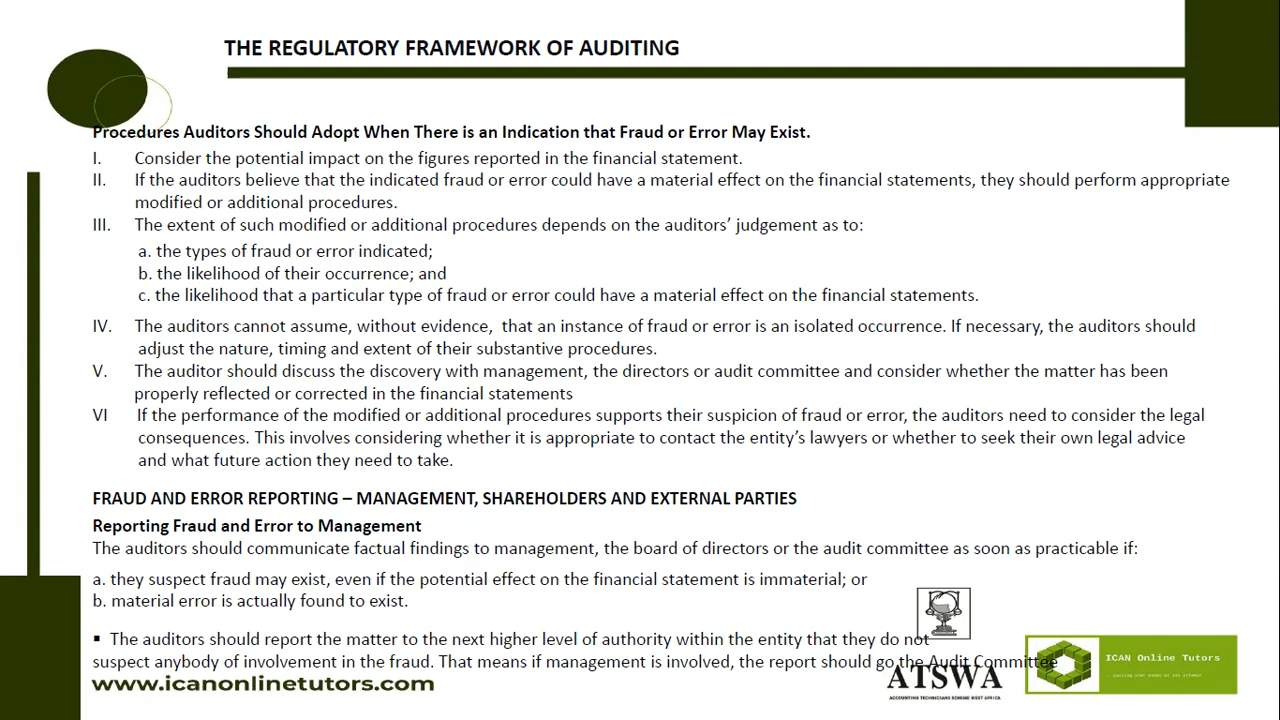 THE REGULATORY FRAMEWORK OF AUDITING
Procedures Auditors Should Adopt When There is an Indication that Fraud or Error May Exist.
I. Consider the potential impact on the figures reported in the financial statement.
II. If the auditors believe that the indicated fraud or error could have a material effect on the financial statements, they should perform appropriate
modified or additional procedures.
III. The extent of such modified or additional procedures depends on the auditors' judgement as to:
a. the types of fraud or error indicated;
b. the likelihood of their occurrence; and
c. the likelihood that a particular type of fraud or error could have a material effect on the financial statements.
IV. The auditors cannot assume, without evidence, that an instance of fraud or error is an isolated occurrence. If necessary, the auditors should
adjust the nature, timing and extent of their substantive procedures.
V. The auditor should discuss the discovery with management, the directors or audit committee and consider whether the matter has been
properly reflected or corrected in the financial statements
VI If the performance of the modified or additional procedures supports their suspicion of fraud or error, the auditors need to consider the legal
consequences. This involves considering whether it is appropriate to contact the entity's lawyers or whether to seek their own legal advice
and what future action they need to take.
FRAUD AND ERROR REPORTING – MANAGEMENT, SHAREHOLDERS AND EXTERNAL PARTIES
Reporting Fraud and Error to Management
The auditors should communicate factual findings to management, the board of directors or the audit committee as soon as practicable if:
a. they suspect fraud may exist, even if the potential effect on the financial statement is immaterial; or
b. material error is actually found to exist.
▪ The auditors should report the matter to the next higher level of authority within the entity that they do not
suspect anybody of involvement in the fraud. That means if management is involved, the report should go the Audit Committee
www.icanonlinetutors.com
ATSWA
ACCOUNTING TECHNICIANS SCHEME WEST AFRICA
ICAN Online Tutors